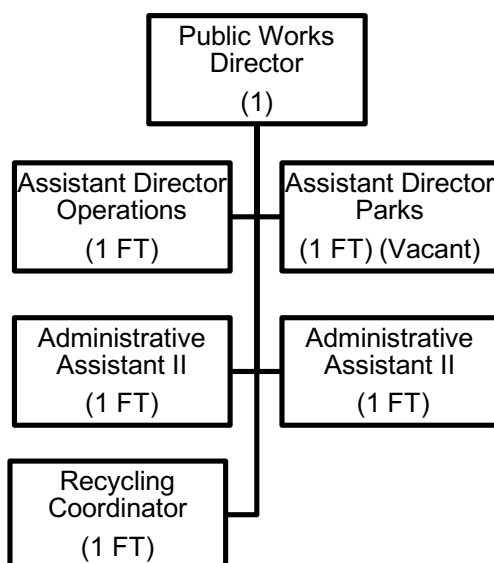 Public Works
Director
(1)
Assistant Director
Operations
(1 FT)
Assistant Director
Parks
(1 FT) (Vacant)
Administrative
Assistant II
(1 FT)
Administrative
Assistant II
(1 FT)
Recycling
Coordinator
(1 FT)